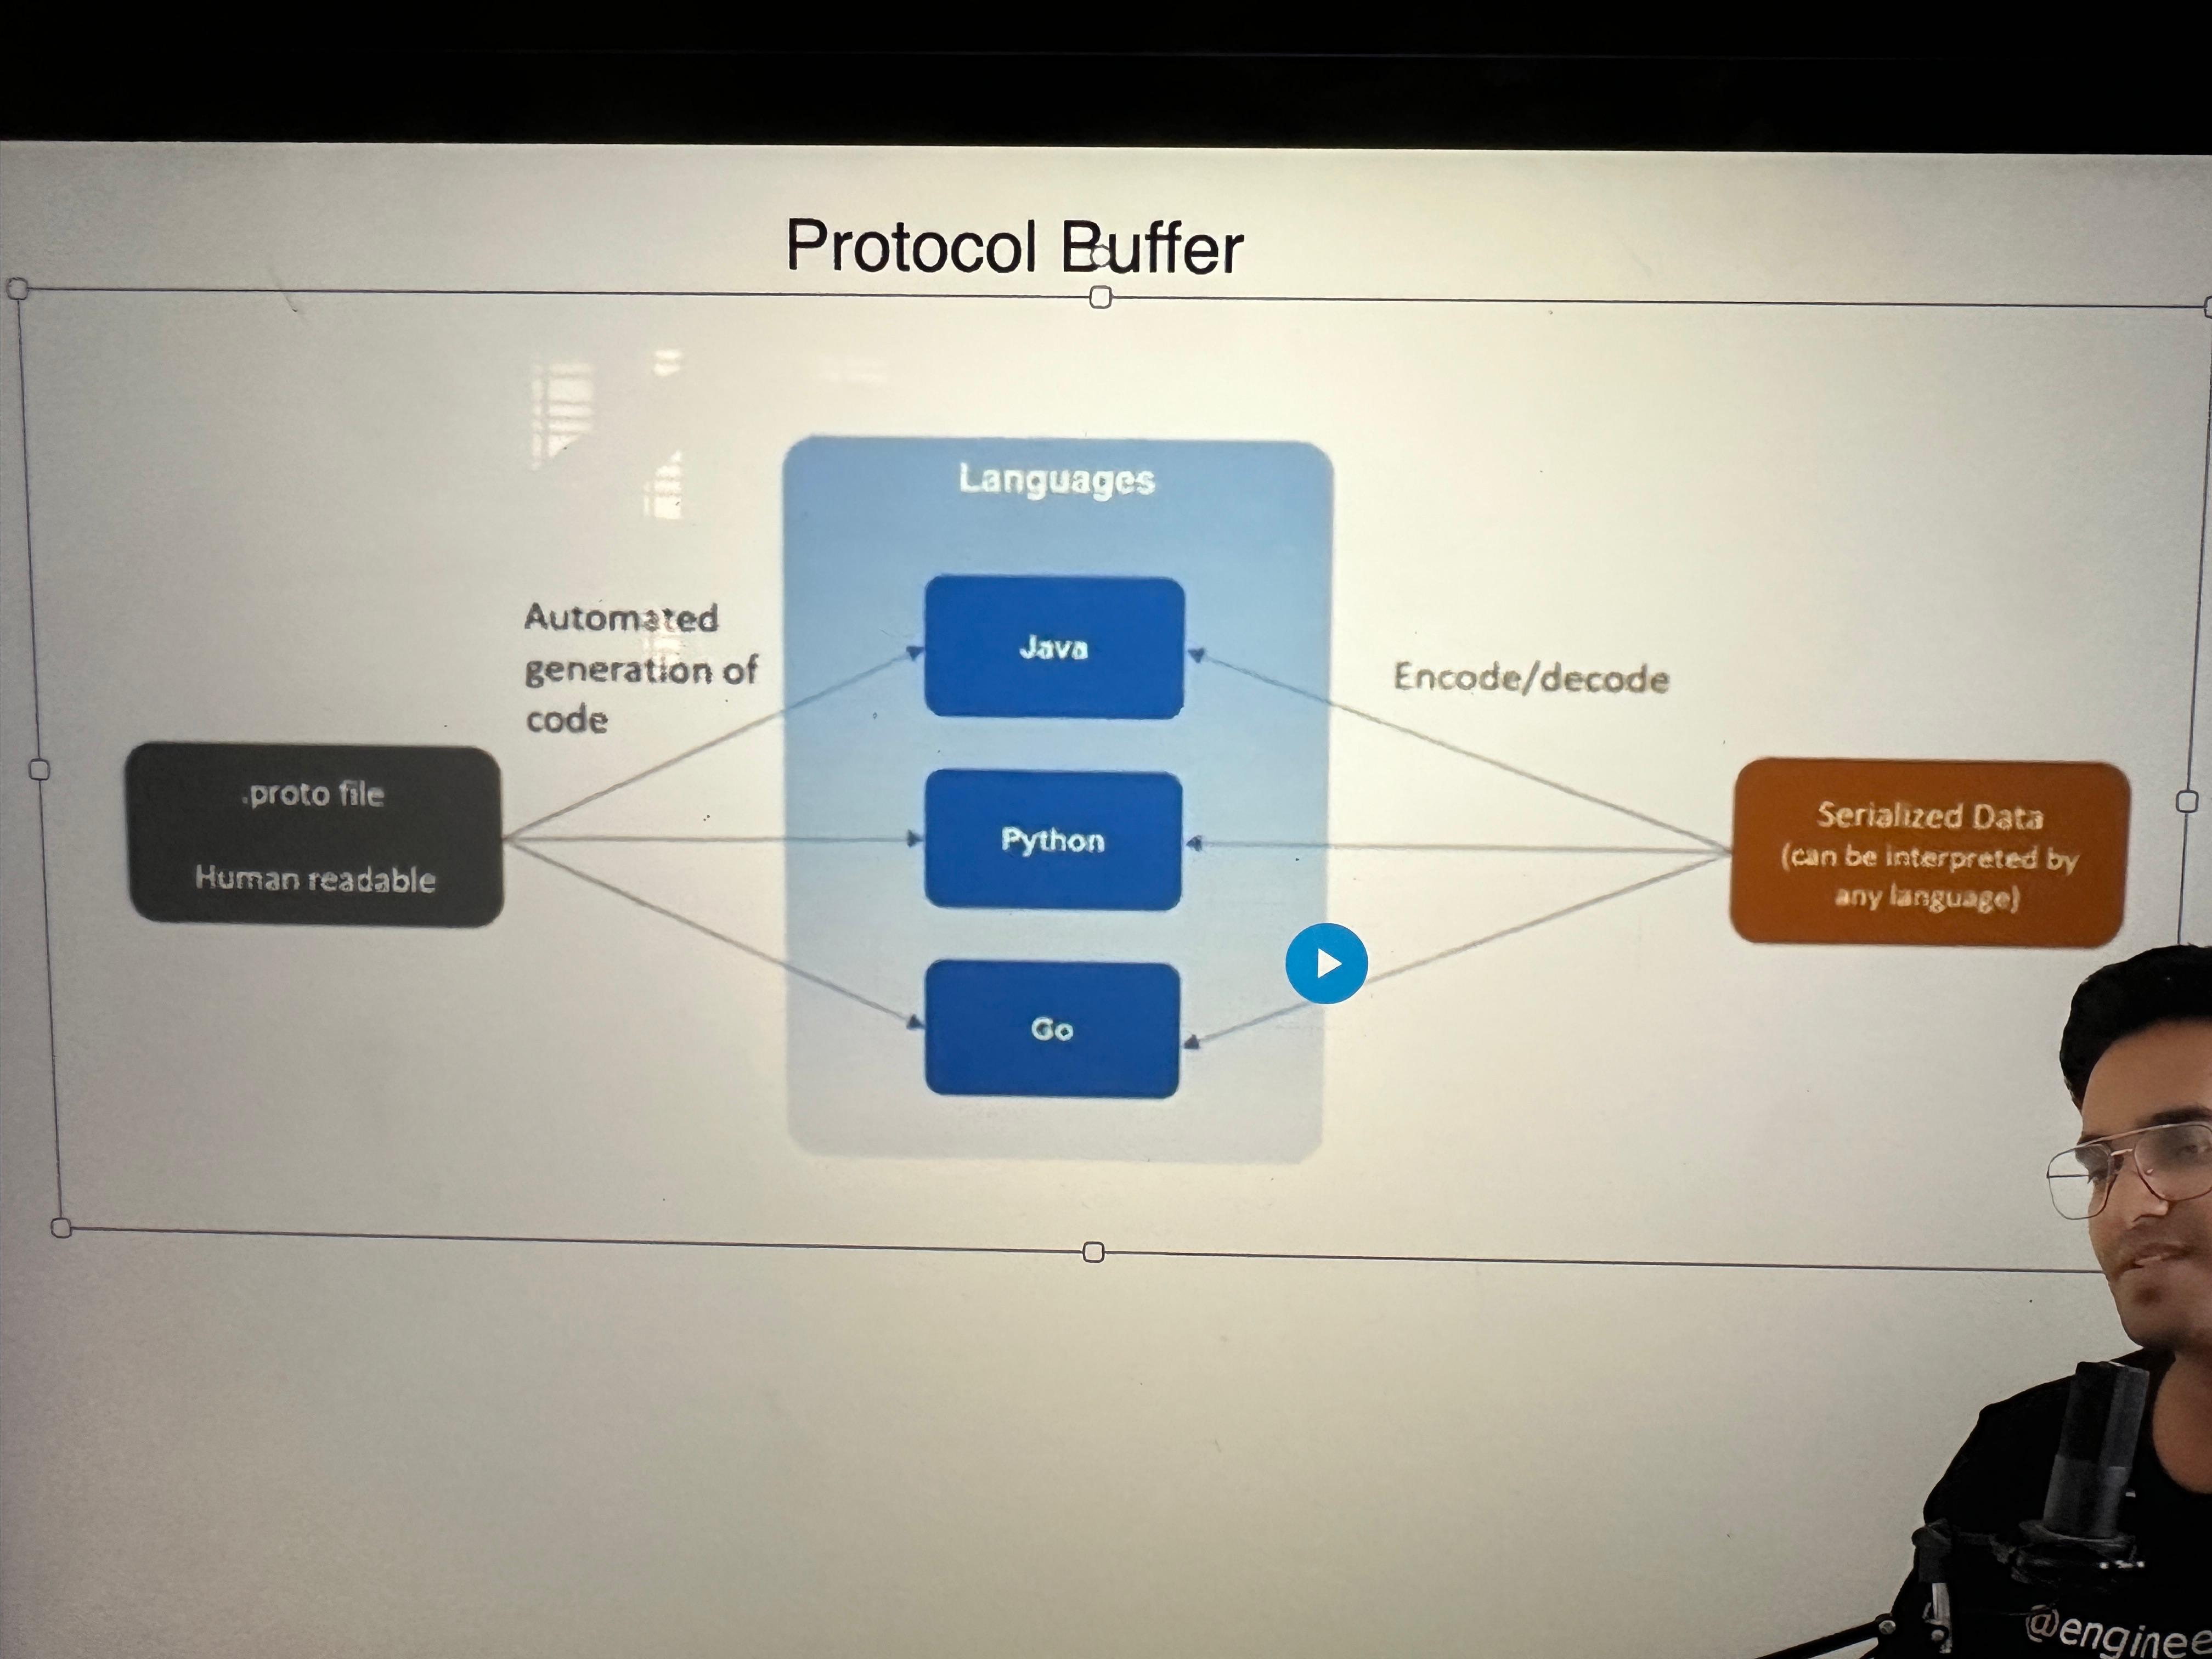 Protocol Buffer
Languages
Automated
generation of
code
Java
Encode/decode
.proto file
Human readable
Python
Serialized Data
(can be interpreted by
any language)
Go
@enginee